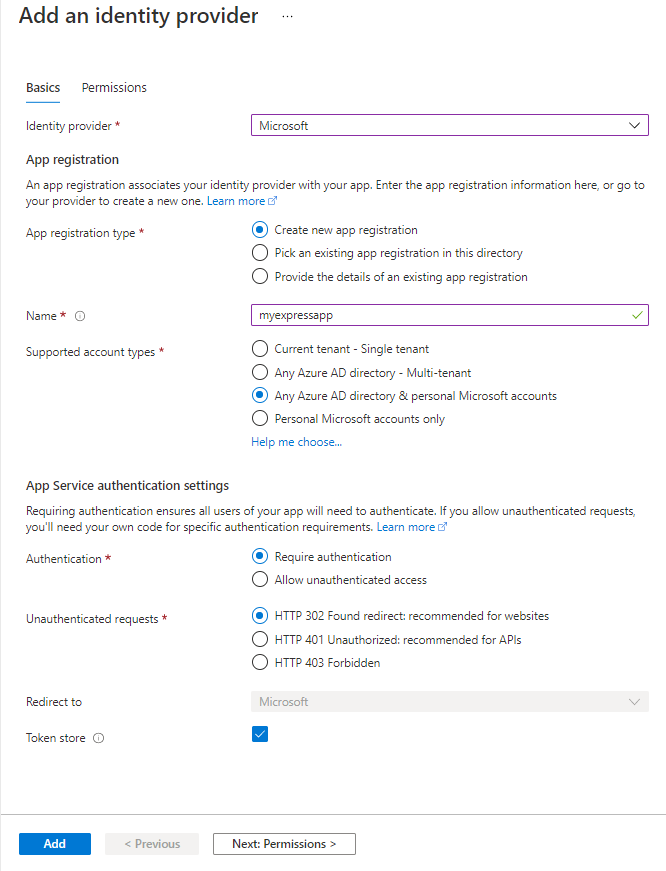 Add an identity provider ...
Basics Permissions
Identity provider * Microsoft
App registration
An app registration associates your identity provider with your app. Enter the app registration information here, or go to
your provider to create a new one. Learn more
App registration type * Create new app registration
Pick an existing app registration in this directory
Provide the details of an existing app registration
Name * myexpressapp
Supported account types * Current tenant - Single tenant
Any Azure AD directory - Multi-tenant
Any Azure AD directory & personal Microsoft accounts
Personal Microsoft accounts only
Help me choose...
App Service authentication settings
Requiring authentication ensures all users of your app will need to authenticate. If you allow unauthenticated requests,
you'll need your own code for specific authentication requirements. Learn more
Authentication * Require authentication
Allow unauthenticated access
Unauthenticated requests * HTTP 302 Found redirect: recommended for websites
HTTP 401 Unauthorized: recommended for APIs
HTTP 403 Forbidden
Redirect to Microsoft
Token store
Add < Previous Next: Permissions >